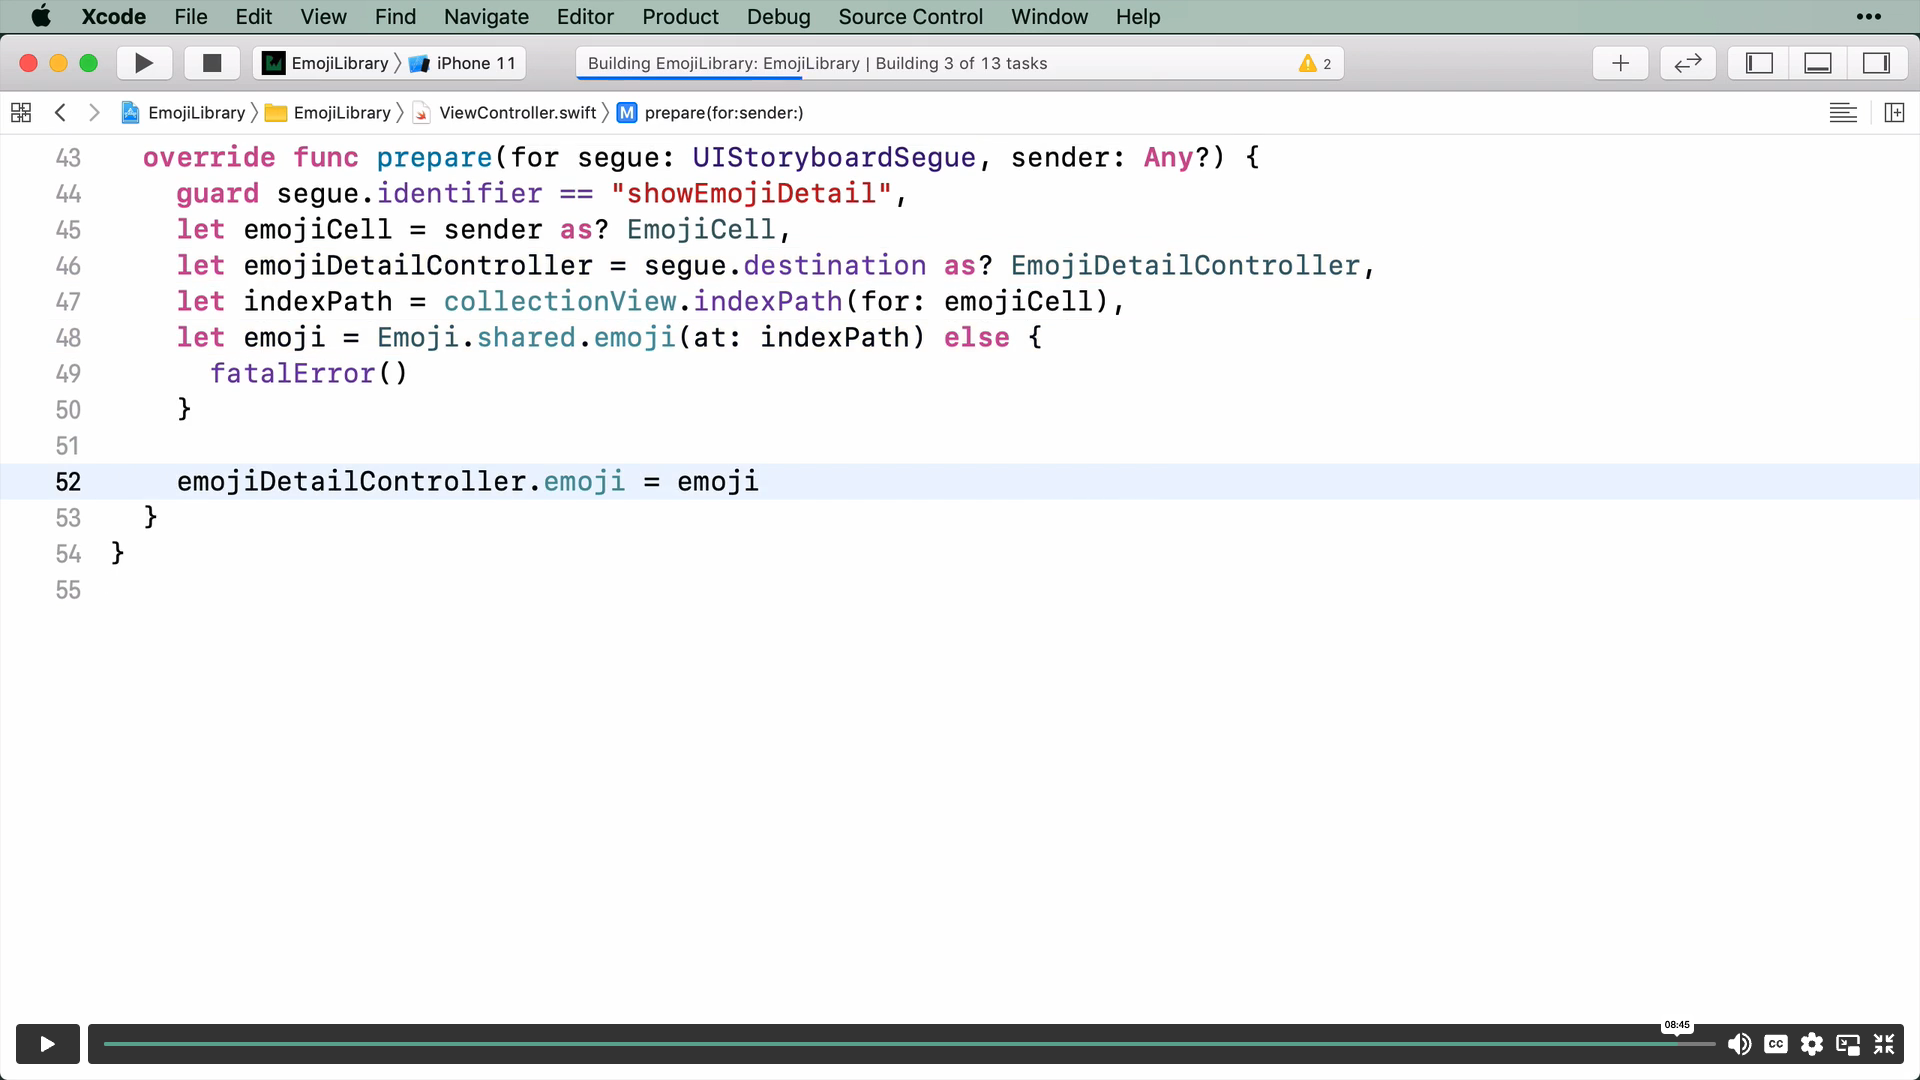 Xcode File Edit View Find Navigate Editor Product Debug Source Control Window Help •••
EmojiLibrary iPhone 11 Building EmojiLibrary: EmojiLibrary | Building 3 of 13 tasks 2
EmojiLibrary EmojiLibrary ViewController.swift M prepare(for:sender:)
43 override func prepare(for segue: UIStoryboardSegue, sender: Any?) {
44 guard segue.identifier == "showEmojiDetail",
45 let emojiCell = sender as? EmojiCell,
46 let emojiDetailController = segue.destination as? EmojiDetailController,
47 let indexPath = collectionView.indexPath(for: emojiCell),
48 let emoji = Emoji.shared.emoji(at: indexPath) else {
49 fatalError()
50 }
51
52 emojiDetailController.emoji = emoji
53 }
54 }
55
08:45
CC